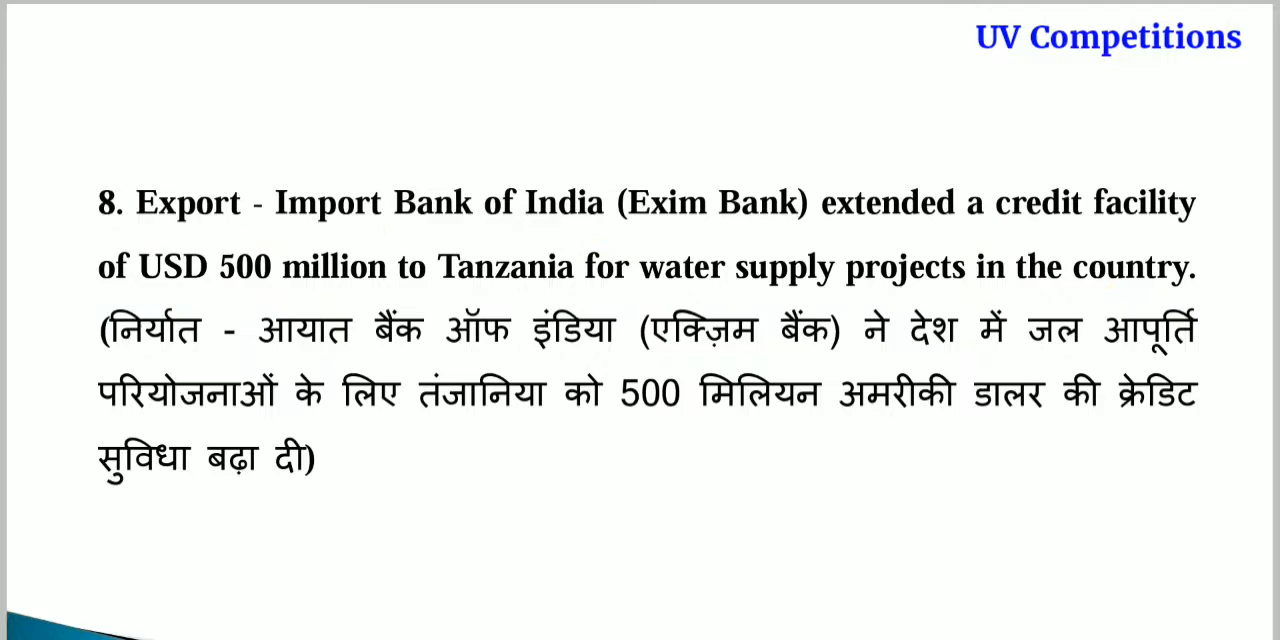 UV Competitions
8. Export - Import Bank of India (Exim Bank) extended a credit facility
of USD 500 million to Tanzania for water supply projects in the country.
(निर्यात - आयात बैंक ऑफ इंडिया (एक्ज़िम बैंक) ने देश में जल आपूर्ति
परियोजनाओं के लिए तंजानिया को 500 मिलियन अमरीकी डालर की क्रेडिट
सुविधा बढ़ा दी)